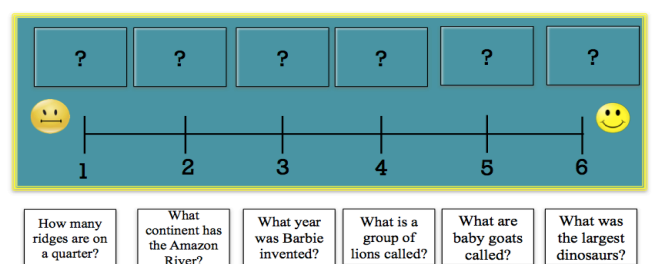 ? ? ? ? ? ?
1 2 3 4 5 6
How many
ridges are on
a quarter?
What
continent has
the Amazon
River?
What year
was Barbie
invented?
What is a
group of
lions called?
What are
baby goats
called?
What was
the largest
dinosaurs?